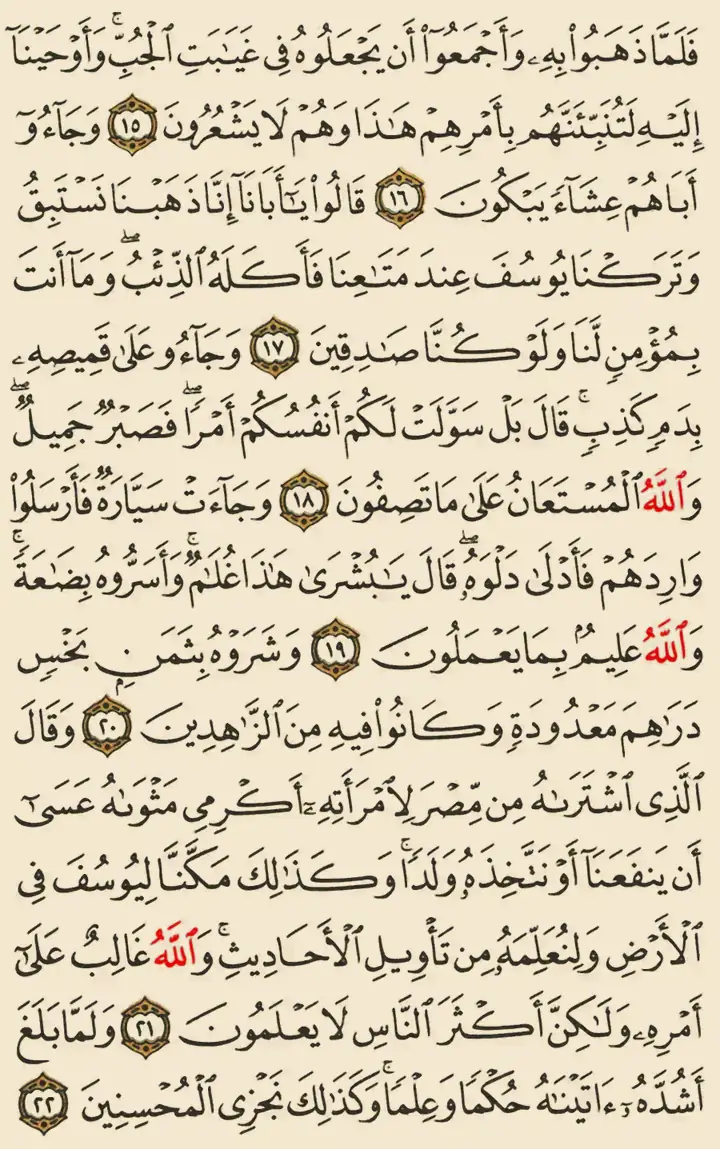 فَلَمَّا ذَهَبُوا۟ بِهِۦ وَأَجْمَعُوٓا۟ أَن يَجْعَلُوهُ فِى غَيَـٰبَتِ ٱلْجُبِّ ۚ وَأَوْحَيْنَآ
إِلَيْهِ لَتُنَبِّئَنَّهُم بِأَمْرِهِمْ هَـٰذَا وَهُمْ لَا يَشْعُرُونَ ١٥ وَجَآءُوٓ
أَبَاهُمْ عِشَآءً يَبْكُونَ ١٦ قَالُوا۟ يَـٰٓأَبَانَآ إِنَّا ذَهَبْنَا نَسْتَبِقُ
وَتَرَكْنَا يُوسُفَ عِندَ مَتَـٰعِنَا فَأَكَلَهُ ٱلذِّئْبُ ۖ وَمَآ أَنتَ
بِمُؤْمِنٍ لَّنَا وَلَوْ كُنَّا صَـٰدِقِينَ ١٧ وَجَآءُو عَلَىٰ قَمِيصِهِۦ
بِدَمٍ كَذِبٍ ۚ قَالَ بَلْ سَوَّلَتْ لَكُمْ أَنفُسُكُمْ أَمْرًا ۖ فَصَبْرٌ جَمِيلٌ ۖ
وَٱللَّهُ ٱلْمُسْتَعَانُ عَلَىٰ مَا تَصِفُونَ ١٨ وَجَآءَتْ سَيَّارَةٌ فَأَرْسَلُوا۟
وَارِدَهُمْ فَأَدْلَىٰ دَلْوَهُۥ ۖ قَالَ يَـٰبُشْرَىٰ هَـٰذَا غُلَـٰمٌ ۚ وَأَسَرُّوهُ بِضَـٰعَةً ۚ
وَٱللَّهُ عَلِيمٌۢ بِمَا يَعْمَلُونَ ١٩ وَشَرَوْهُ بِثَمَنٍۭ بَخْسٍ
دَرَٰهِمَ مَعْدُودَةٍ وَكَانُوا۟ فِيهِ مِنَ ٱلزَّٰهِدِينَ ٢٠ وَقَالَ
ٱلَّذِى ٱشْتَرَىٰهُ مِن مِّصْرَ لِٱمْرَأَتِهِۦٓ أَكْرِمِى مَثْوَىٰهُ عَسَىٰٓ
أَن يَنفَعَنَآ أَوْ نَتَّخِذَهُۥ وَلَدًا ۚ وَكَذَٰلِكَ مَكَّنَّا لِيُوسُفَ فِى
ٱلْأَرْضِ وَلِنُعَلِّمَهُۥ مِن تَأْوِيلِ ٱلْأَحَادِيثِ ۚ وَٱللَّهُ غَالِبٌ عَلَىٰٓ
أَمْرِهِۦ وَلَـٰكِنَّ أَكْثَرَ ٱلنَّاسِ لَا يَعْلَمُونَ ٢١ وَلَمَّا بَلَغَ
أَشُدَّهُۥٓ ءَاتَيْنَـٰهُ حُكْمًا وَعِلْمًا ۚ وَكَذَٰلِكَ نَجْزِى ٱلْمُحْسِنِينَ ٢٢